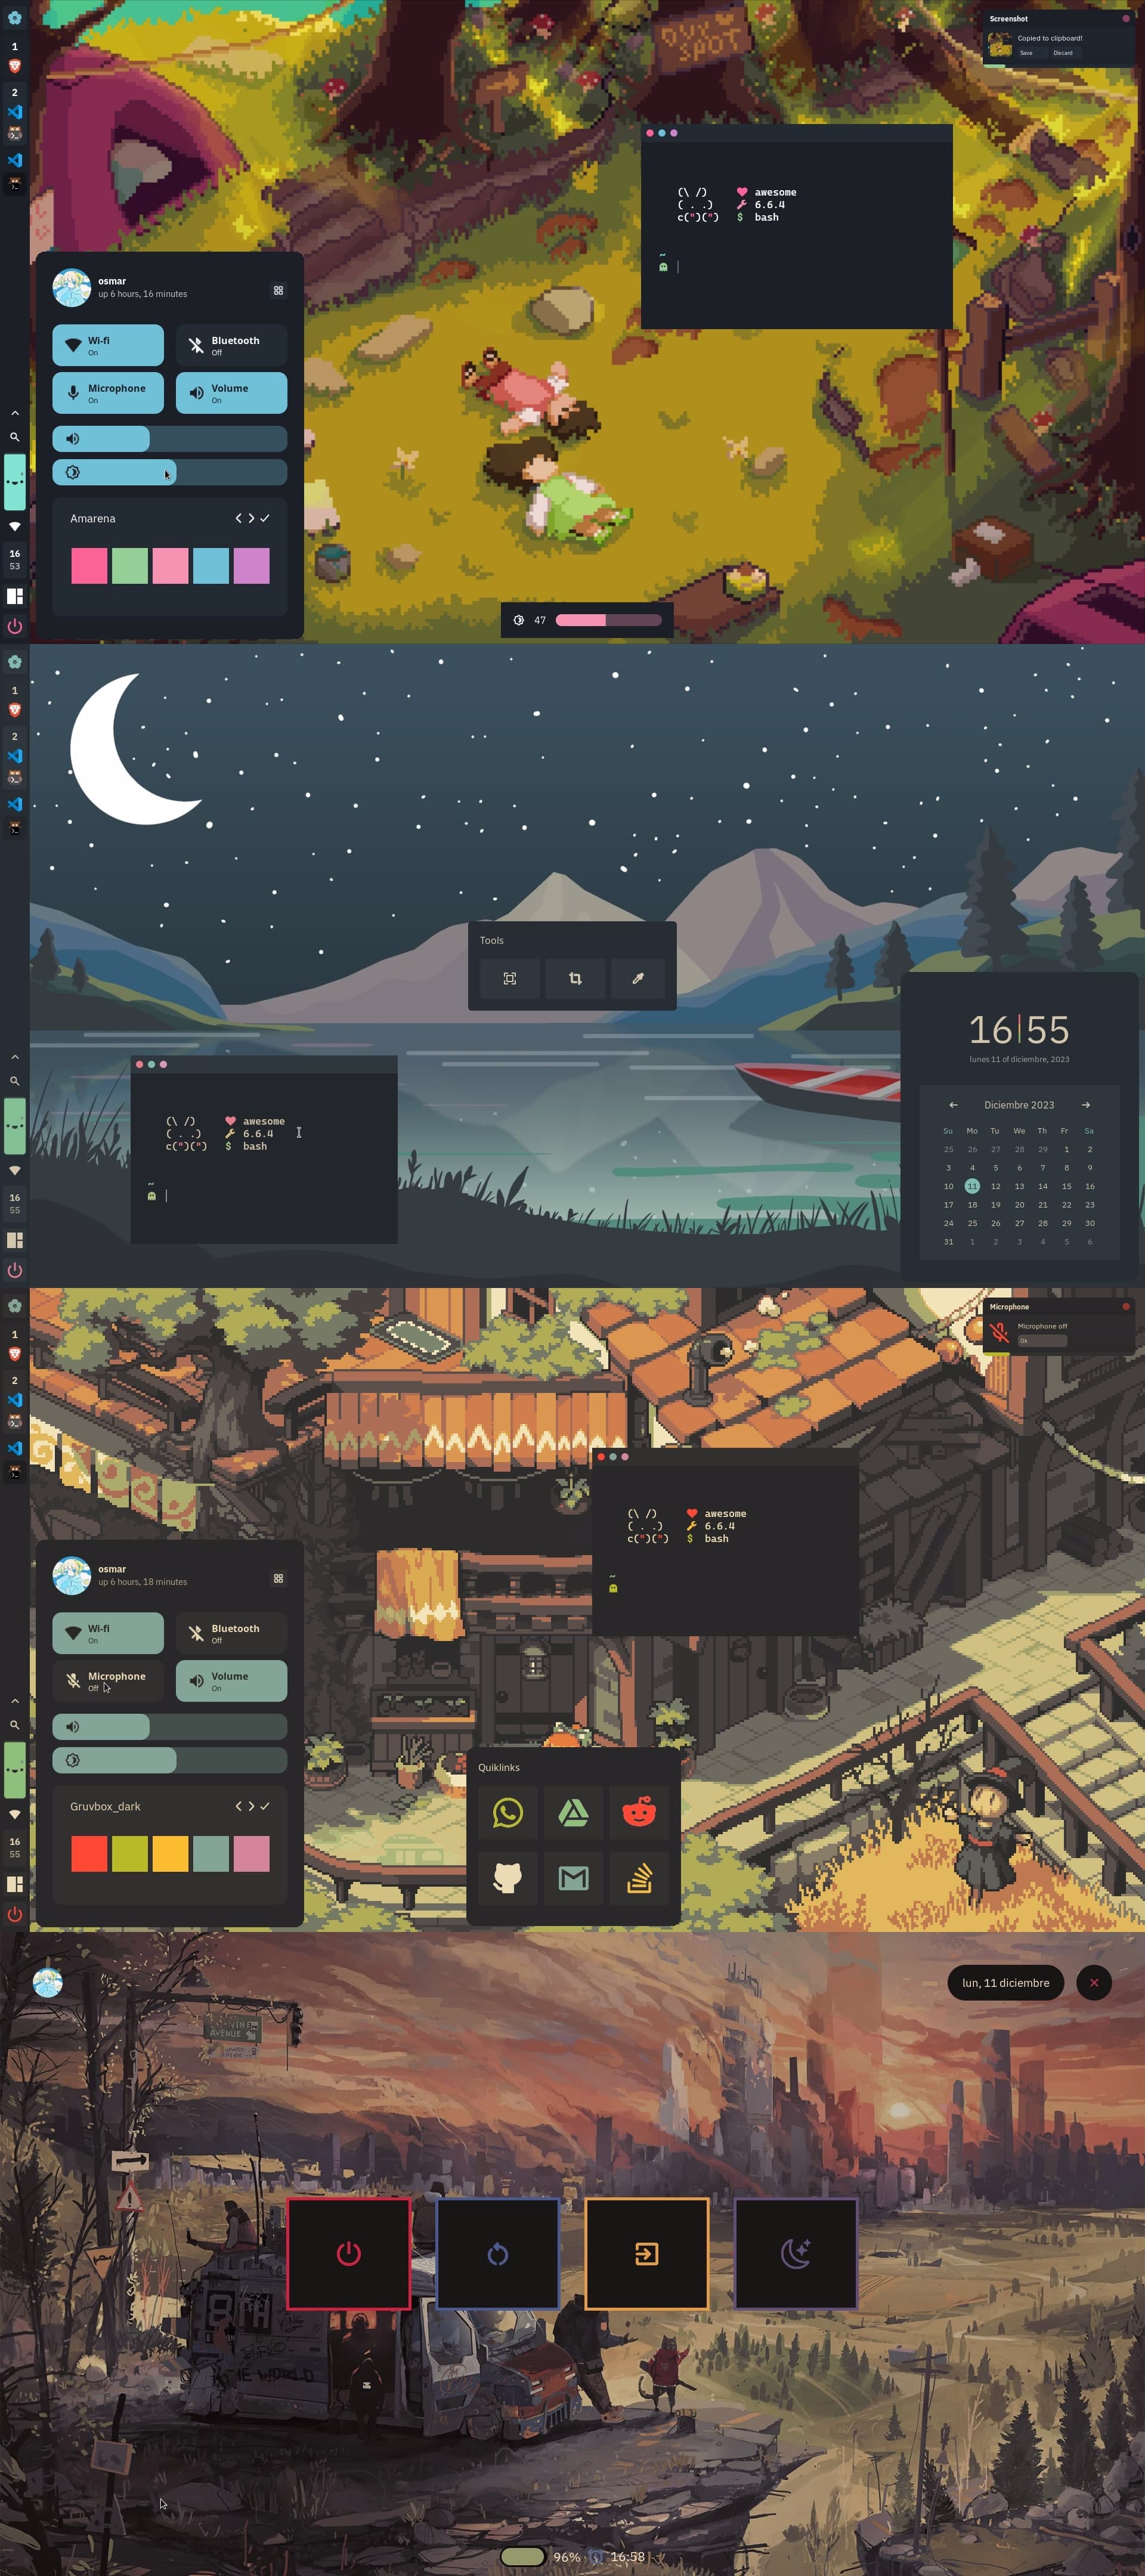 1
2
OUR SPOT
Screenshot
Copied to clipboard!
Save
Discard
(\ /)
( . .)
c(")(")
awesome
6.6.4
bash
~
osmar
up 6 hours, 16 minutes
Wi-fi
On
Bluetooth
Off
Microphone
On
Volume
On
Amarena
16
53
47
1
2
Tools
(\ /)
( . .)
c(")(")
awesome
6.6.4
$ bash
~
16|55
lunes 11 of diciembre, 2023
Diciembre 2023
Su Mo Tu We Th Fr Sa
25 26 27 28 29 1 2
3 4 5 6 7 8 9
10 11 12 13 14 15 16
17 18 19 20 21 22 23
24 25 26 27 28 29 30
31 1 2 3 4 5 6
16
55
1
2
Microphone
Microphone off
Ok
(\ /)
( . .)
c(")(")
awesome
6.6.4
$ bash
~
osmar
up 6 hours, 18 minutes
Wi-fi
On
Bluetooth
Off
Microphone
Off
Volume
On
Gruvbox_dark
Quiklinks
16
55
lun, 11 diciembre
AVENUE
THE WORLD
96%
16:58